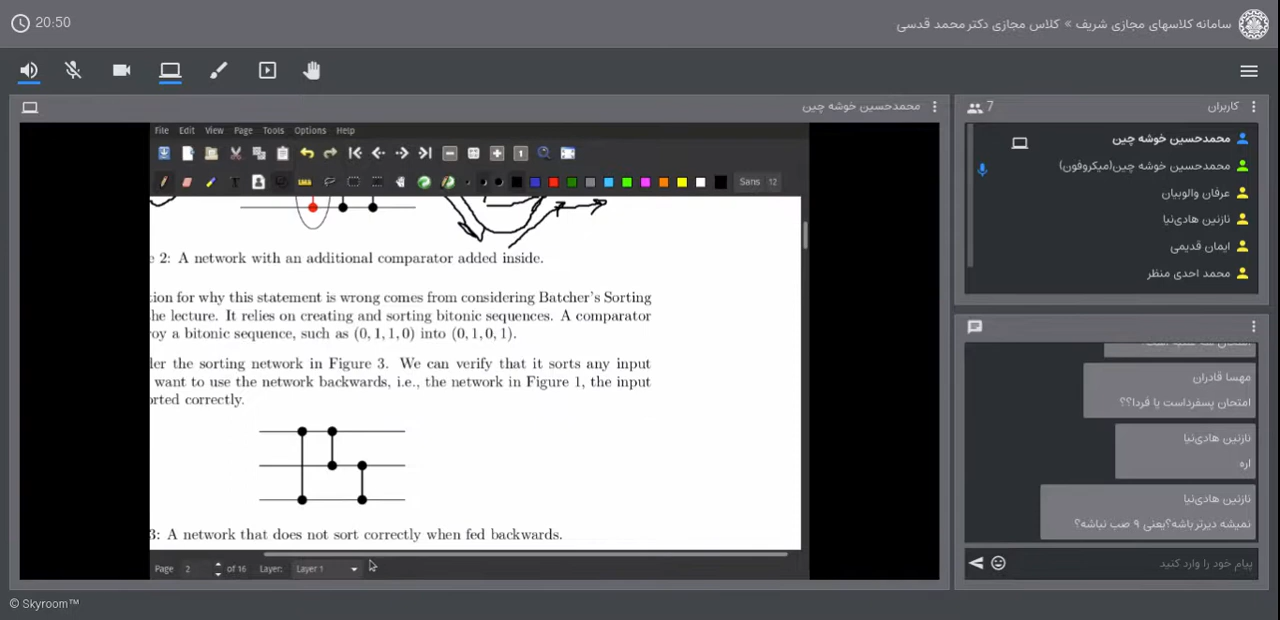 20:50
سامانه کلاسهای مجازی شریف » کلاس مجازی دکتر محمد قدسی
محمدحسین خوشه چین
File Edit View Page Tools Options Help
Sans 12
2: A network with an additional comparator added inside.
tion for why this statement is wrong comes from considering Batcher's Sorting
he lecture. It relies on creating and sorting bitonic sequences. A comparator
roy a bitonic sequence, such as (0, 1, 1, 0) into (0, 1, 0, 1).
ler the sorting network in Figure 3. We can verify that it sorts any input
want to use the network backwards, i.e., the network in Figure 1, the input
orted correctly.
3: A network that does not sort correctly when fed backwards.
Page 2 of 16 Layer: Layer 1
7 کاربران
محمدحسین خوشه چین
محمدحسین خوشه چین(میکروفون)
عرفان والوبیان
نازنین هادی‌نیا
ایمان قدیمی
محمد احدی منظر
مهسا قادران
امتحان پسفرداست یا فردا؟؟
نازنین هادی‌نیا
اره
نازنین هادی‌نیا
نمیشه دیرتر باشه؟یعنی ۹ صب نباشه؟
پیام خود را وارد کنید
© Skyroom™